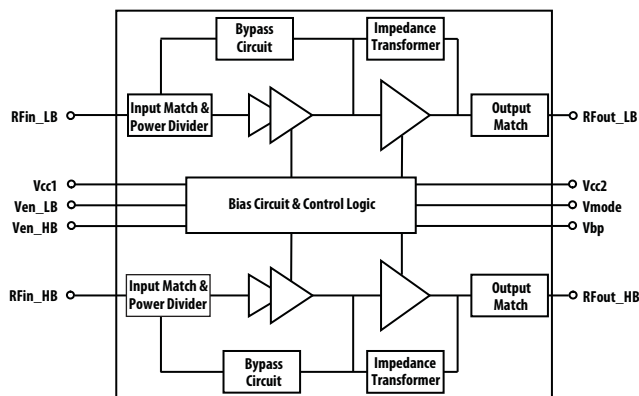 Bypass
Circuit
Impedance
Transformer
RFin_LB
Input Match &
Power Divider
Output
Match
RFout_LB
Vcc1
Ven_LB
Ven_HB
Bias Circuit & Control Logic
Vcc2
Vmode
Vbp
RFin_HB
Input Match &
Power Divider
Output
Match
RFout_HB
Bypass
Circuit
Impedance
Transformer